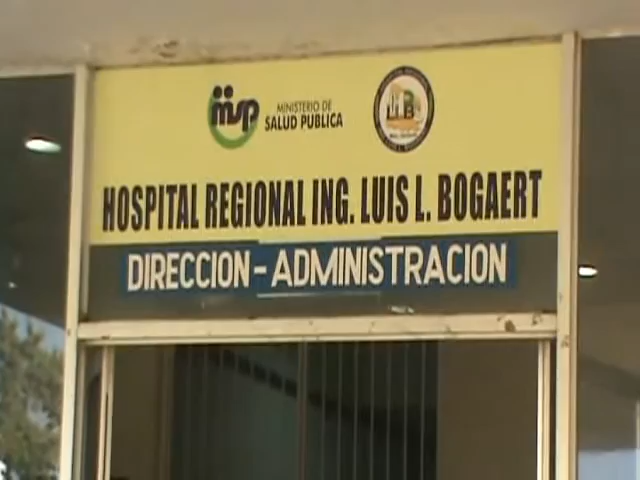 msp
MINISTERIO DE
SALUD PUBLICA
HOSPITAL REGIONAL ING. LUIS L. BOGAERT
DIRECCION-ADMINISTRACION